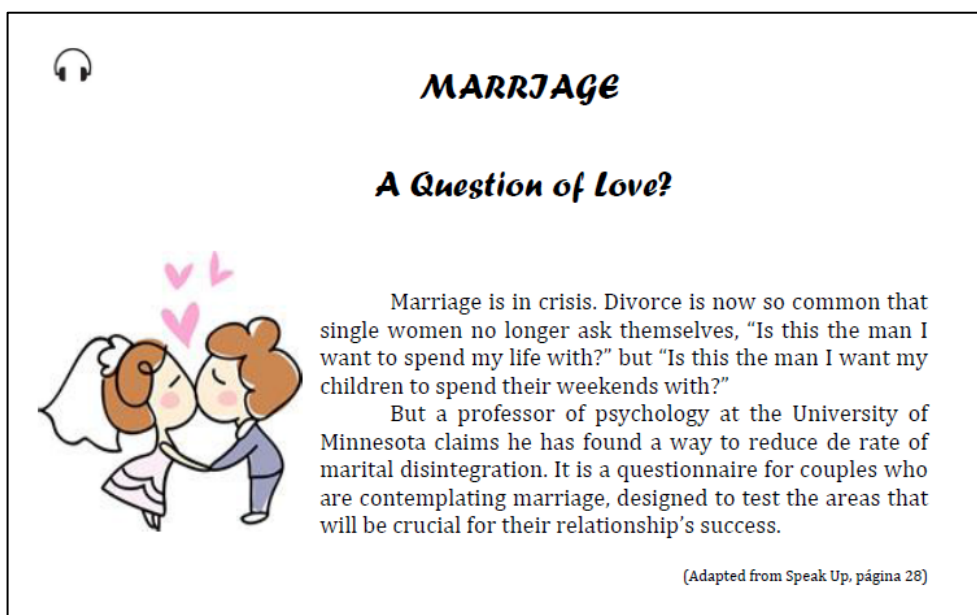 MARRIAGE
A Question of Love?
Marriage is in crisis. Divorce is now so common that
single women no longer ask themselves, “Is this the man I
want to spend my life with?” but “Is this the man I want my
children to spend their weekends with?”
But a professor of psychology at the University of
Minnesota claims he has found a way to reduce de rate of
marital disintegration. It is a questionnaire for couples who
are contemplating marriage, designed to test the areas that
will be crucial for their relationship’s success.
(Adapted from Speak Up, página 28)